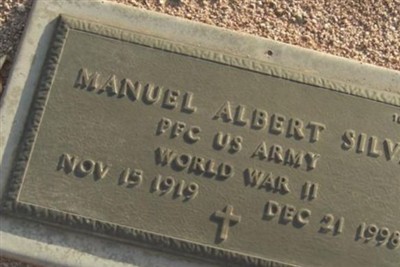 MANUEL ALBERT
PFC US ARMY
WORLD WAR II
NOV 15 1919 DEC 21 1998